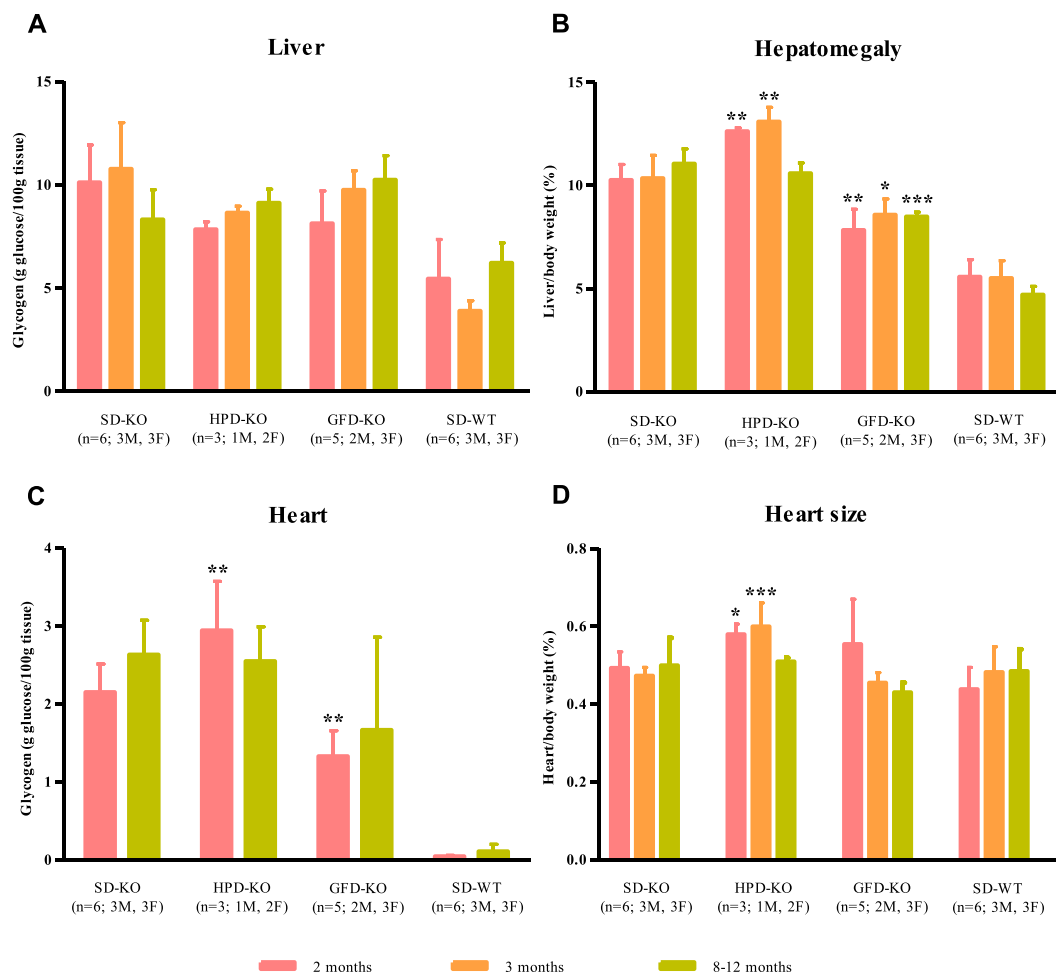 A
Liver
Glycogen (g glucose/100g tissue)
15
10
5
0
SD-KO
(n=6; 3M, 3F)
HPD-KO
(n=3; 1M, 2F)
GFD-KO
(n=5; 2M, 3F)
SD-WT
(n=6; 3M, 3F)
B
Hepatomegaly
Liver/body weight (%)
15
10
5
0
**
**
**
*
***
SD-KO
(n=6; 3M, 3F)
HPD-KO
(n=3; 1M, 2F)
GFD-KO
(n=5; 2M, 3F)
SD-WT
(n=6; 3M, 3F)
C
Heart
Glycogen (g glucose/100g tissue)
4
3
2
1
0
**
**
SD-KO
(n=6; 3M, 3F)
HPD-KO
(n=3; 1M, 2F)
GFD-KO
(n=5; 2M, 3F)
SD-WT
(n=6; 3M, 3F)
D
Heart size
Heart/body weight (%)
0.8
0.6
0.4
0.2
0.0
*
***
SD-KO
(n=6; 3M, 3F)
HPD-KO
(n=3; 1M, 2F)
GFD-KO
(n=5; 2M, 3F)
SD-WT
(n=6; 3M, 3F)
2 months
3 months
8-12 months